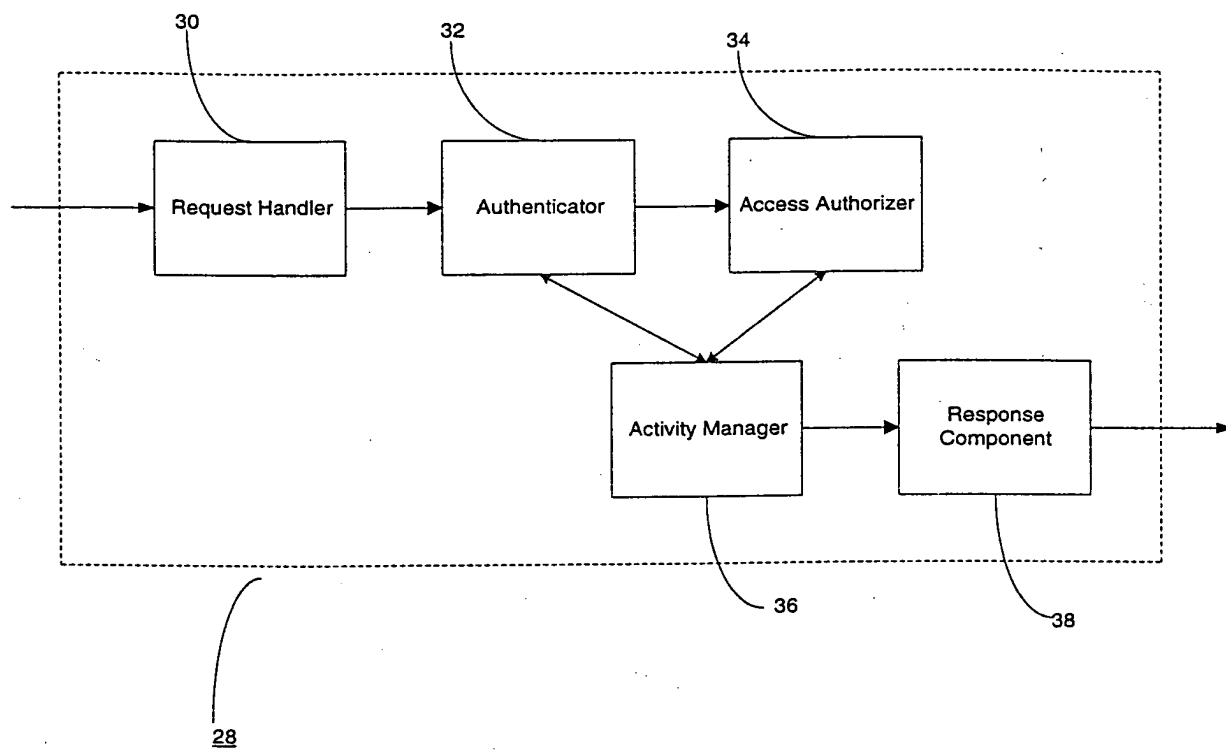 30
32
34
Request Handler
Authenticator
Access Authorizer
Activity Manager
Response
Component
36
38
28